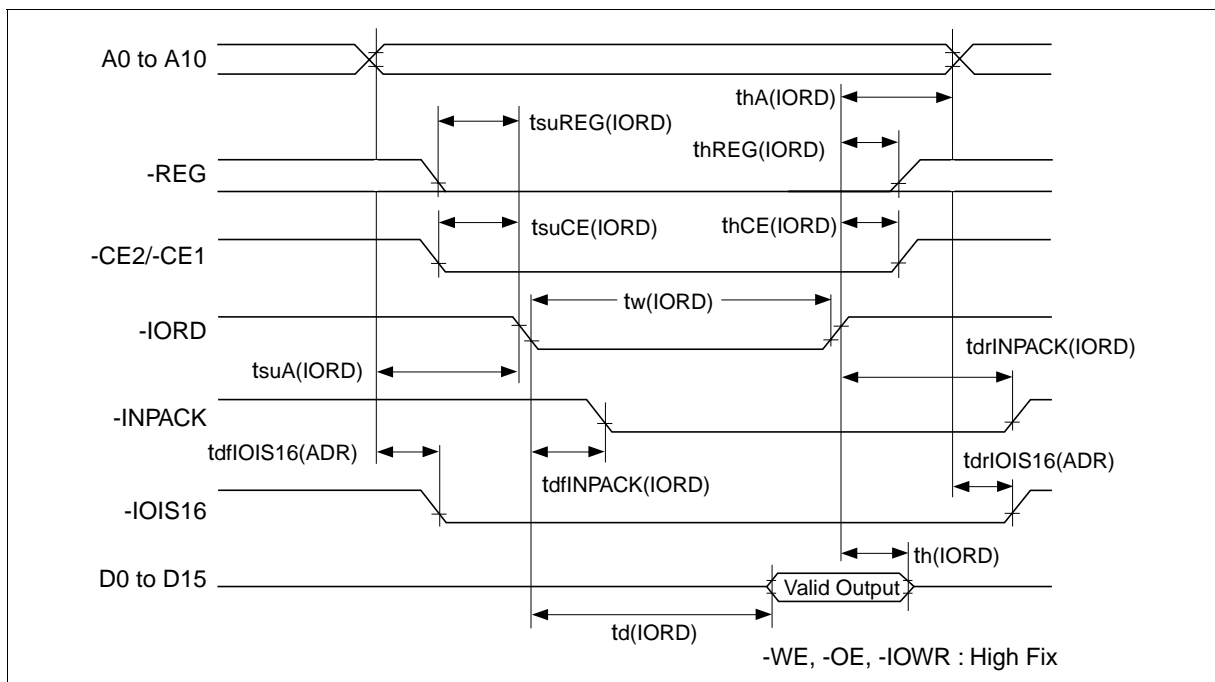 A0 to A10
thA(IORD)
tsuREG(IORD)
thREG(IORD)
-REG
tsuCE(IORD)
thCE(IORD)
-CE2/-CE1
tw(IORD)
-IORD
tdrINPACK(IORD)
tsuA(IORD)
-INPACK
tdfIOIS16(ADR)
tdrIOIS16(ADR)
tdfINPACK(IORD)
-IOIS16
th(IORD)
D0 to D15
Valid Output
td(IORD)
-WE, -OE, -IOWR : High Fix